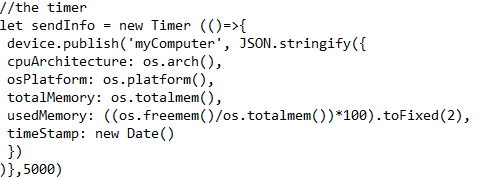 //the timer
let sendInfo = new Timer (()=>{
device.publish('myComputer', JSON.stringify({
cpuArchitecture: os.arch(),
osPlatform: os.platform(),
totalMemory: os.totalmem(),
usedMemory: ((os.freemem()/os.totalmem())*100).toFixed(2),
timeStamp: new Date()
})
)},5000)